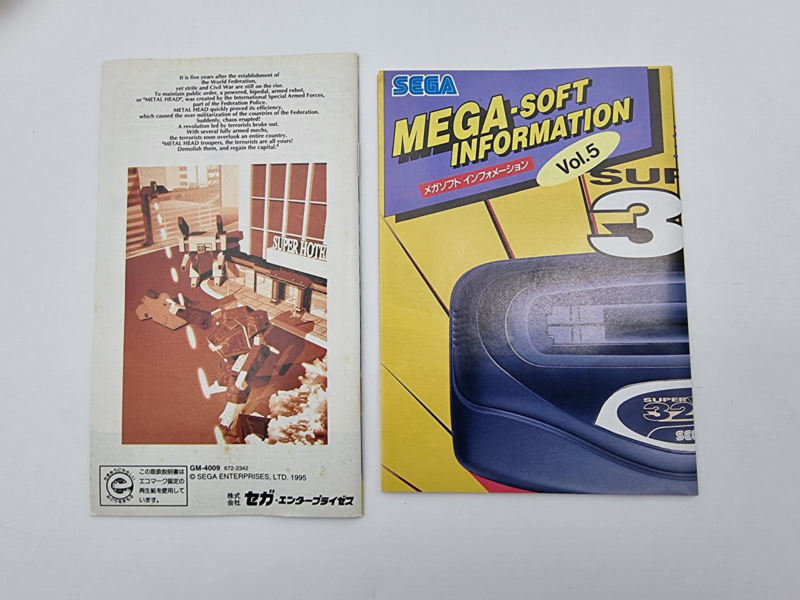 It is five years after the establishment of
the World Federation,
yet strife and Civil War are still on the rise.
To maintain public order, a powered, bipedal, armed robot,
or "METAL HEAD", was created by the International Special Armed Forces,
part of the Federation Police.
METAL HEAD quickly proved its efficiency,
which caused the over militarization of the countries of the Federation.
Suddenly, chaos erupted!
A revolution led by terrorists broke out.
With several fully armed mechs,
the terrorists soon overlook an entire country.
"METAL HEAD troopers, the terrorists are all yours!
Demolish them, and regain the capital."
SUPER HOTE
この取扱説明書は
エコマーク認定の
再生紙を使用して
います。
GM-4009 672-2342
© SEGA ENTERPRISES, LTD. 1995
株式会社 セガ・エンタープライゼス
SEGA
MEGA-SOFT
INFORMATION
メガソフト インフォメーション
Vol.5
SUP
3
SUPER
32
SE